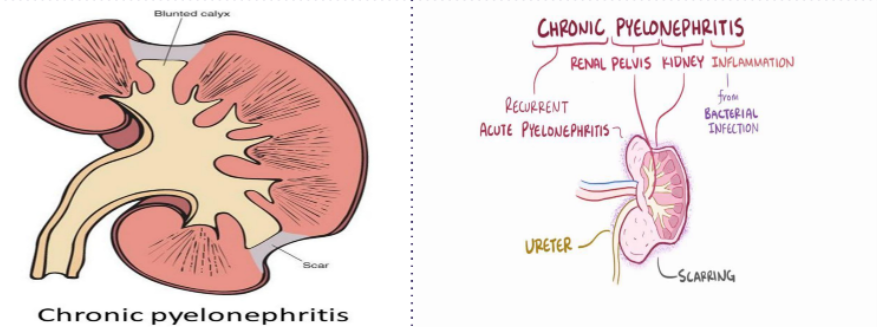 Blunted calyx
Scar
Chronic pyelonephritis
CHRONIC PYELONEPHRITIS
RENAL PELVIS KIDNEY INFLAMMATION
from
BACTERIAL
INFECTION
RECURRENT
ACUTE PYELONEPHRITIS
URETER
SCARRING